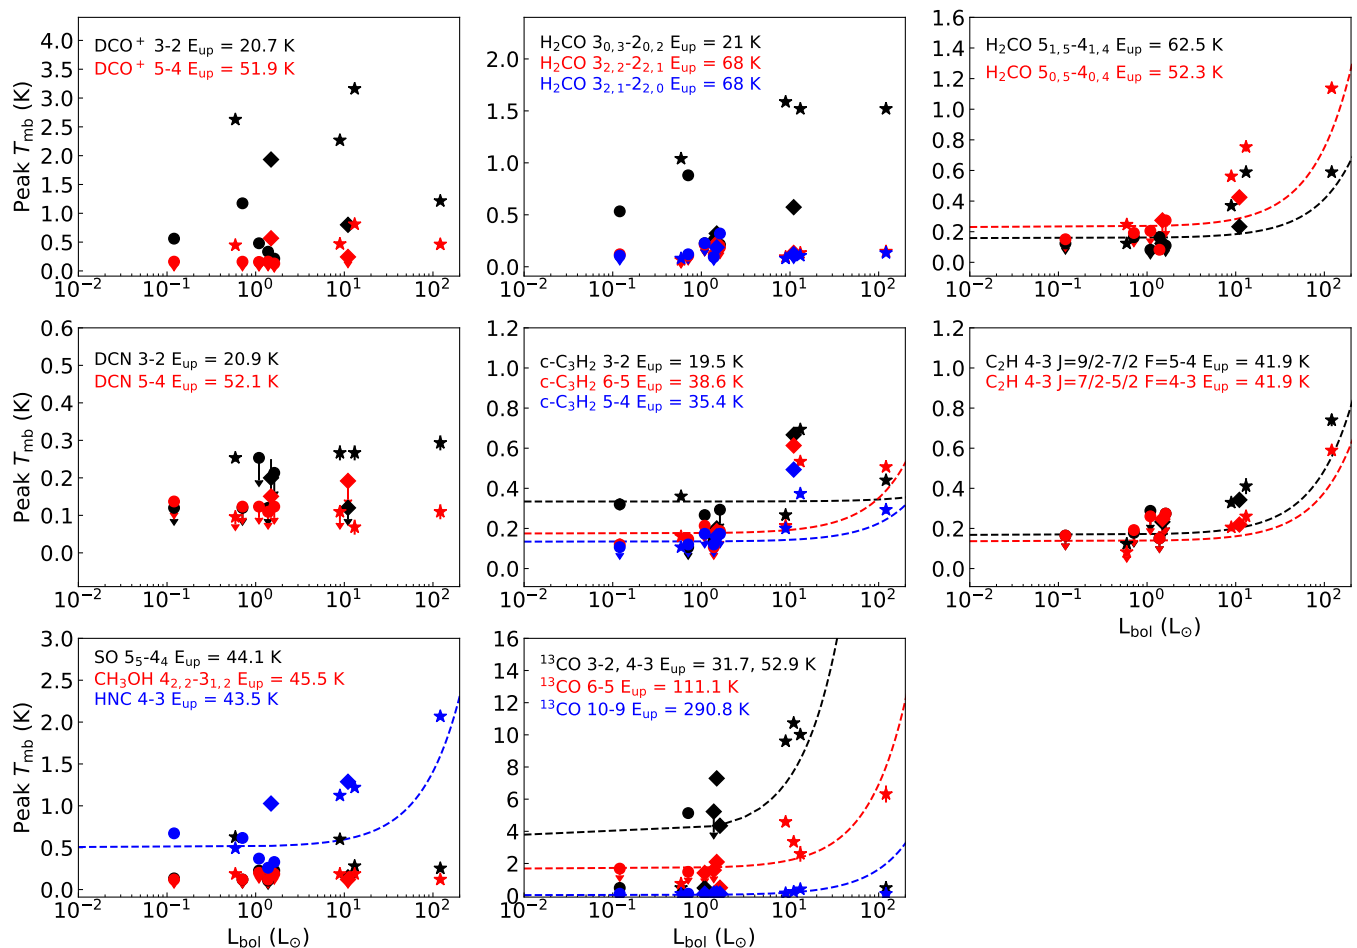 DCO⁺ 3-2 E_up = 20.7 K
DCO⁺ 5-4 E_up = 51.9 K
Peak T_mb (K)
4.0
3.5
3.0
2.5
2.0
1.5
1.0
0.5
0.0
10⁻² 10⁻¹ 10⁰ 10¹ 10²
H₂CO 3₀,₃-2₀,₂ E_up = 21 K
H₂CO 3₂,₂-2₂,₁ E_up = 68 K
H₂CO 3₂,₁-2₂,₀ E_up = 68 K
2.0
1.5
1.0
0.5
0.0
10⁻² 10⁻¹ 10⁰ 10¹ 10²
H₂CO 5₁,₅-4₁,₄ E_up = 62.5 K
H₂CO 5₀,₅-4₀,₄ E_up = 52.3 K
1.6
1.4
1.2
1.0
0.8
0.6
0.4
0.2
0.0
10⁻² 10⁻¹ 10⁰ 10¹ 10²
DCN 3-2 E_up = 20.9 K
DCN 5-4 E_up = 52.1 K
Peak T_mb (K)
0.6
0.5
0.4
0.3
0.2
0.1
0.0
10⁻² 10⁻¹ 10⁰ 10¹ 10²
c-C₃H₂ 3-2 E_up = 19.5 K
c-C₃H₂ 6-5 E_up = 38.6 K
c-C₃H₂ 5-4 E_up = 35.4 K
1.2
1.0
0.8
0.6
0.4
0.2
0.0
10⁻² 10⁻¹ 10⁰ 10¹ 10²
C₂H 4-3 J=9/2-7/2 F=5-4 E_up = 41.9 K
C₂H 4-3 J=7/2-5/2 F=4-3 E_up = 41.9 K
1.2
1.0
0.8
0.6
0.4
0.2
0.0
10⁻² 10⁻¹ 10⁰ 10¹ 10²
L_bol (L_⊙)
SO 5₅-4₄ E_up = 44.1 K
CH₃OH 4₂,₂-3₁,₂ E_up = 45.5 K
HNC 4-3 E_up = 43.5 K
Peak T_mb (K)
3.0
2.5
2.0
1.5
1.0
0.5
0.0
10⁻² 10⁻¹ 10⁰ 10¹ 10²
L_bol (L_⊙)
¹³CO 3-2, 4-3 E_up = 31.7, 52.9 K
¹³CO 6-5 E_up = 111.1 K
¹³CO 10-9 E_up = 290.8 K
16
14
12
10
8
6
4
2
0
10⁻² 10⁻¹ 10⁰ 10¹ 10²
L_bol (L_⊙)